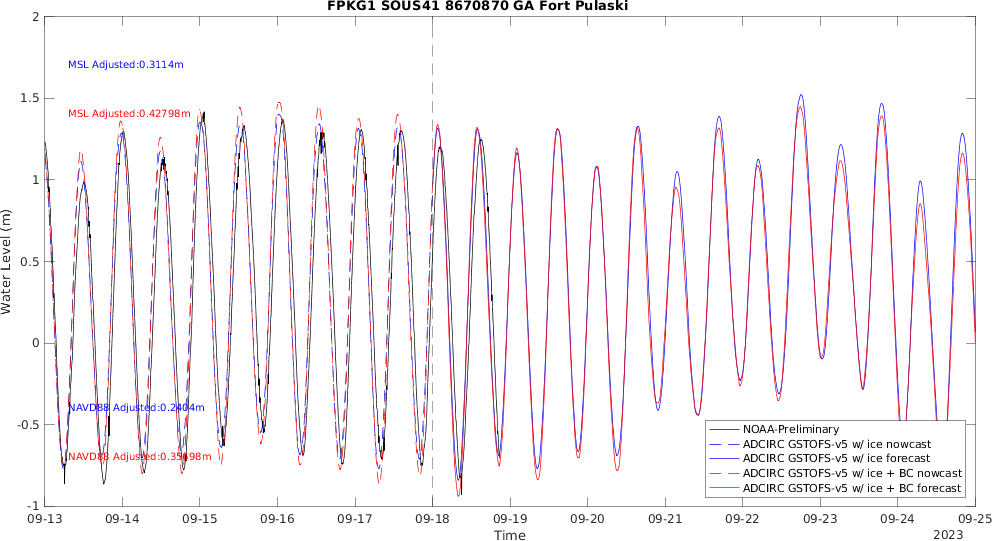 FPKG1 SOUS41 8670870 GA Fort Pulaski
2
1.5
1
0.5
0
-0.5
-1
Water Level (m)
MSL Adjusted:0.3114m
MSL Adjusted:0.42798m
NAVD88 Adjusted:0.2404m
NAVD88 Adjusted:0.35698m
NOAA-Preliminary
ADCIRC GSTOFS-v5 w/ ice nowcast
ADCIRC GSTOFS-v5 w/ ice forecast
ADCIRC GSTOFS-v5 w/ ice + BC nowcast
ADCIRC GSTOFS-v5 w/ ice + BC forecast
09-13 09-14 09-15 09-16 09-17 09-18 09-19 09-20 09-21 09-22 09-23 09-24 09-25
Time
2023